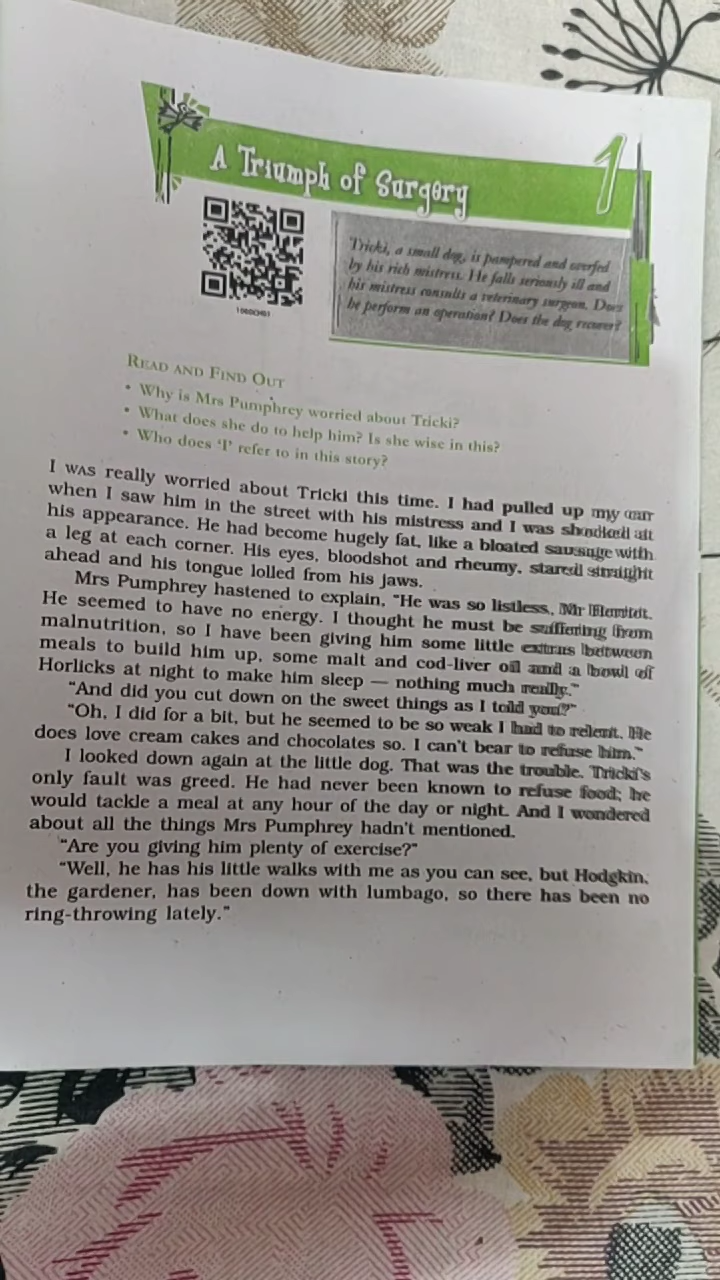 A Triumph of Surgery
1
Tricki, a small dog, is pampered and overfed
by his rich mistress. He falls seriously ill and
his mistress consults a veterinary surgeon. Does
he perform an operation? Does the dog recover?
READ AND FIND OUT
• Why is Mrs Pumphrey worried about Tricki?
• What does she do to help him? Is she wise in this?
• Who does ‘I’ refer to in this story?
I WAS really worried about Tricki this time. I had pulled up my car
when I saw him in the street with his mistress and I was shocked at
his appearance. He had become hugely fat, like a bloated sausage with
a leg at each corner. His eyes, bloodshot and rheumy, stared straight
ahead and his tongue lolled from his jaws.
Mrs Pumphrey hastened to explain, “He was so listless, Mr Herriot.
He seemed to have no energy. I thought he must be suffering from
malnutrition, so I have been giving him some little extras between
meals to build him up, some malt and cod-liver oil and a bowl of
Horlicks at night to make him sleep — nothing much really.”
“And did you cut down on the sweet things as I told you?”
“Oh, I did for a bit, but he seemed to be so weak I had to relent. He
does love cream cakes and chocolates so. I can’t bear to refuse him.”
I looked down again at the little dog. That was the trouble. Tricki’s
only fault was greed. He had never been known to refuse food; he
would tackle a meal at any hour of the day or night. And I wondered
about all the things Mrs Pumphrey hadn’t mentioned.
“Are you giving him plenty of exercise?”
“Well, he has his little walks with me as you can see, but Hodgkin,
the gardener, has been down with lumbago, so there has been no
ring-throwing lately.”